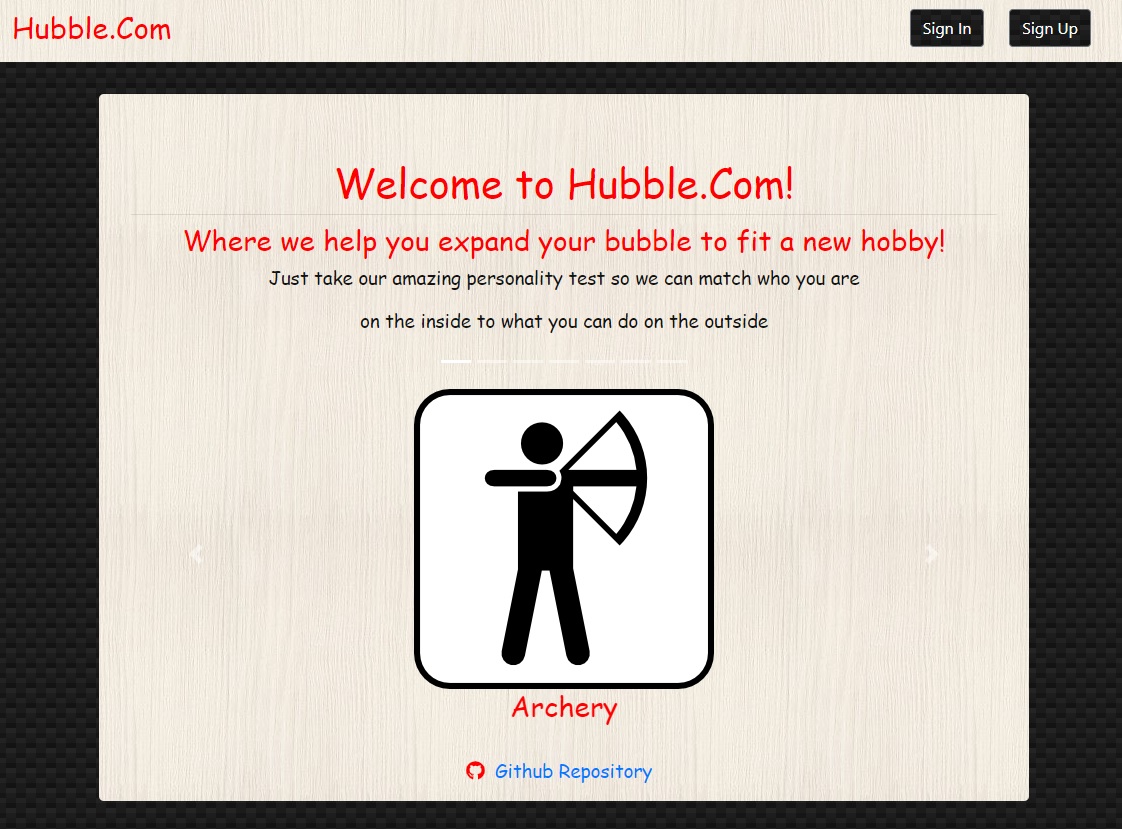 Hubble.Com
Sign In
Sign Up
Welcome to Hubble.Com!
Where we help you expand your bubble to fit a new hobby!
Just take our amazing personality test so we can match who you are
on the inside to what you can do on the outside
Archery
Github Repository